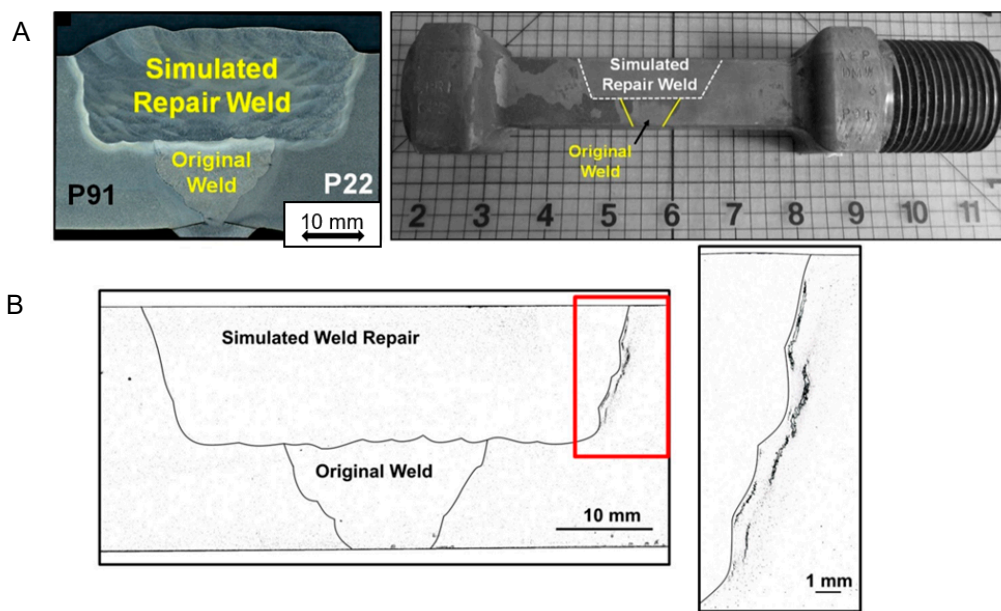 A
Simulated
Repair Weld
Original
Weld
P91
P22
10 mm
Simulated
Repair Weld
Original
Weld
2 3 4 5 6 7 8 9 10 11
B
Simulated Weld Repair
Original Weld
10 mm
1 mm